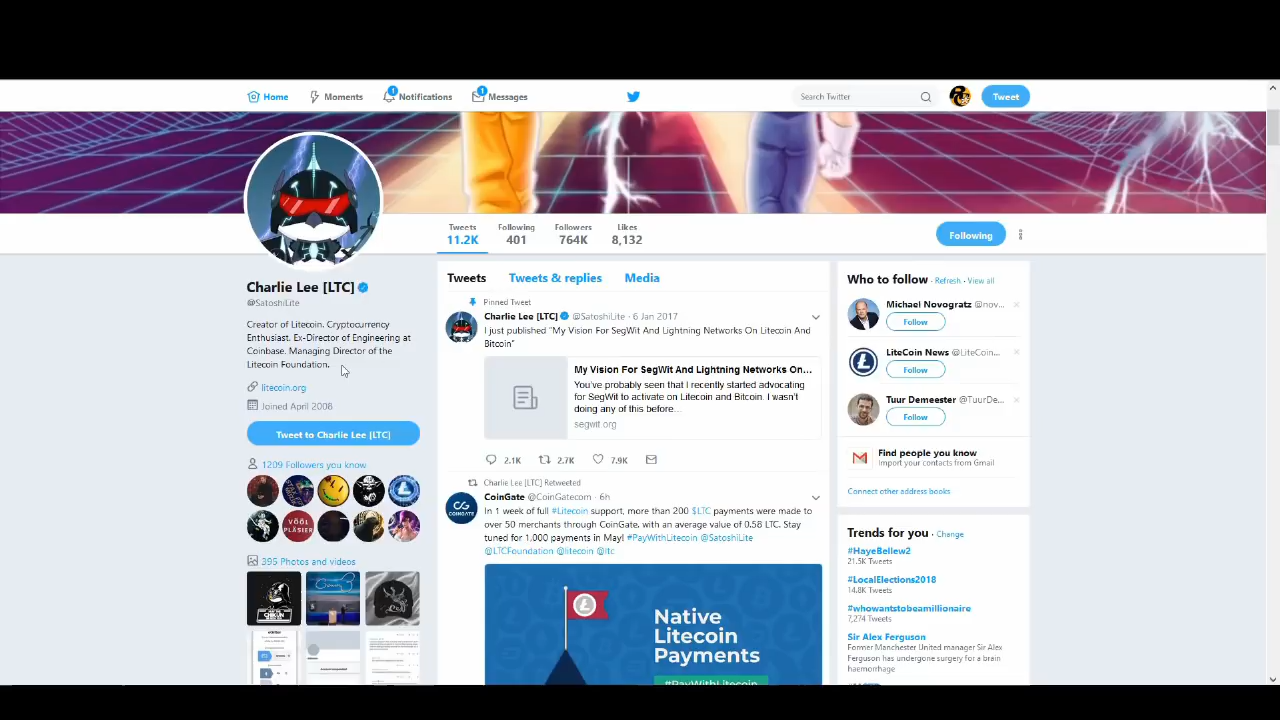 Home Moments Notifications Messages Search Twitter Tweet
1 1
Tweets Following Followers Likes
11.2K 401 764K 8,132
Following
Charlie Lee [LTC]
@SatoshiLite
Creator of Litecoin. Cryptocurrency
Enthusiast. Ex-Director of Engineering at
Coinbase. Managing Director of the
Litecoin Foundation.
litecoin.org
Joined April 2008
Tweet to Charlie Lee [LTC]
1209 Followers you know
VÖÖL
PLÄSIER
395 Photos and videos
Tweets Tweets & replies Media
Pinned Tweet
Charlie Lee [LTC] @SatoshiLite · 6 Jan 2017
I just published "My Vision For SegWit And Lightning Networks On Litecoin And
Bitcoin"
My Vision For SegWit And Lightning Networks On...
You've probably seen that I recently started advocating
for SegWit to activate on Litecoin and Bitcoin. I wasn't
doing any of this before...
segwit.org
2.1K 2.7K 7.9K
Charlie Lee [LTC] Retweeted
CoinGate @CoinGatecom · 6h
COINGATE
In 1 week of full #Litecoin support, more than 200 $LTC payments were made to
over 50 merchants through CoinGate, with an average value of 0.58 LTC. Stay
tuned for 1,000 payments in May! #PayWithLitecoin @SatoshiLite
@LTCFoundation @litecoin @ltc
Native
Litecoin
Payments
#PayWithLitecoin
Who to follow · Refresh · View all
Michael Novogratz @nov...
Follow
LiteCoin News @LiteCoin...
Follow
Tuur Demeester @TuurDe...
Follow
Find people you know
Import your contacts from Gmail
Connect other address books
Trends for you · Change
#HayeBellew2
21.5K Tweets
#LocalElections2018
14.8K Tweets
#whowantstobeamillionaire
7,274 Tweets
Sir Alex Ferguson
Former Manchester United manager Sir Alex
Ferguson has undergone surgery for a brain
haemorrhage